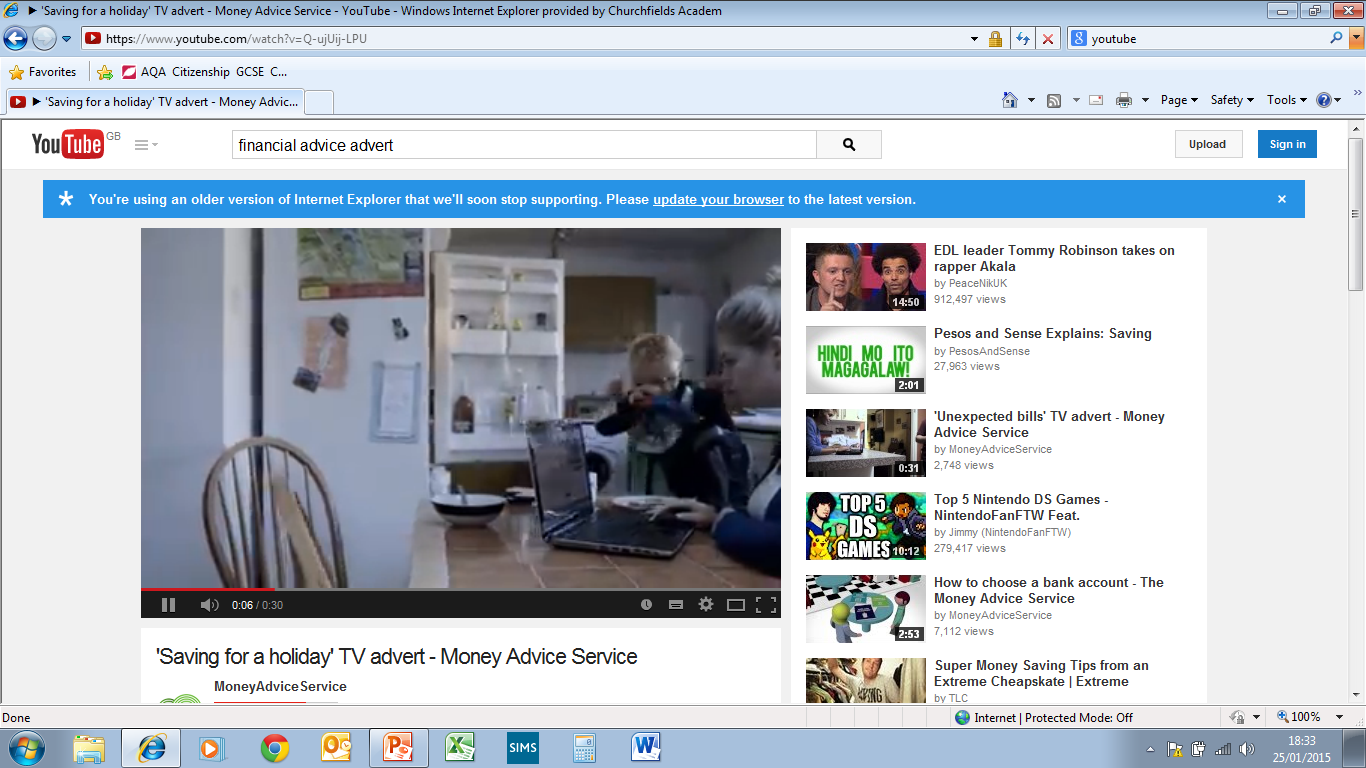 ▶ 'Saving for a holiday' TV advert - Money Advice Service - YouTube - Windows Internet Explorer provided by Churchfields Academ
https://www.youtube.com/watch?v=Q-ujUij-LPU
youtube
Favorites
AQA Citizenship GCSE C...
▶ 'Saving for a holiday' TV advert - Money Advic...
Page
Safety
Tools
YouTube GB
financial advice advert
Upload
Sign in
You're using an older version of Internet Explorer that we'll soon stop supporting. Please update your browser to the latest version.
0:06 / 0:30
'Saving for a holiday' TV advert - Money Advice Service
MoneyAdviceService
14:50
EDL leader Tommy Robinson takes on
rapper Akala
by PeaceNikUK
912,497 views
HINDI MO ITO
MAGAGALAW!
2:01
Pesos and Sense Explains: Saving
by PesosAndSense
27,963 views
0:31
'Unexpected bills' TV advert - Money
Advice Service
by MoneyAdviceService
2,748 views
TOP 5
DS
GAMES
10:12
Top 5 Nintendo DS Games -
NintendoFanFTW Feat.
by Jimmy (NintendoFanFTW)
279,417 views
2:53
How to choose a bank account - The
Money Advice Service
by MoneyAdviceService
7,112 views
Super Money Saving Tips from an
Extreme Cheapskate | Extreme
by TLC
Done
Internet | Protected Mode: Off
100%
SIMS
18:33
25/01/2015